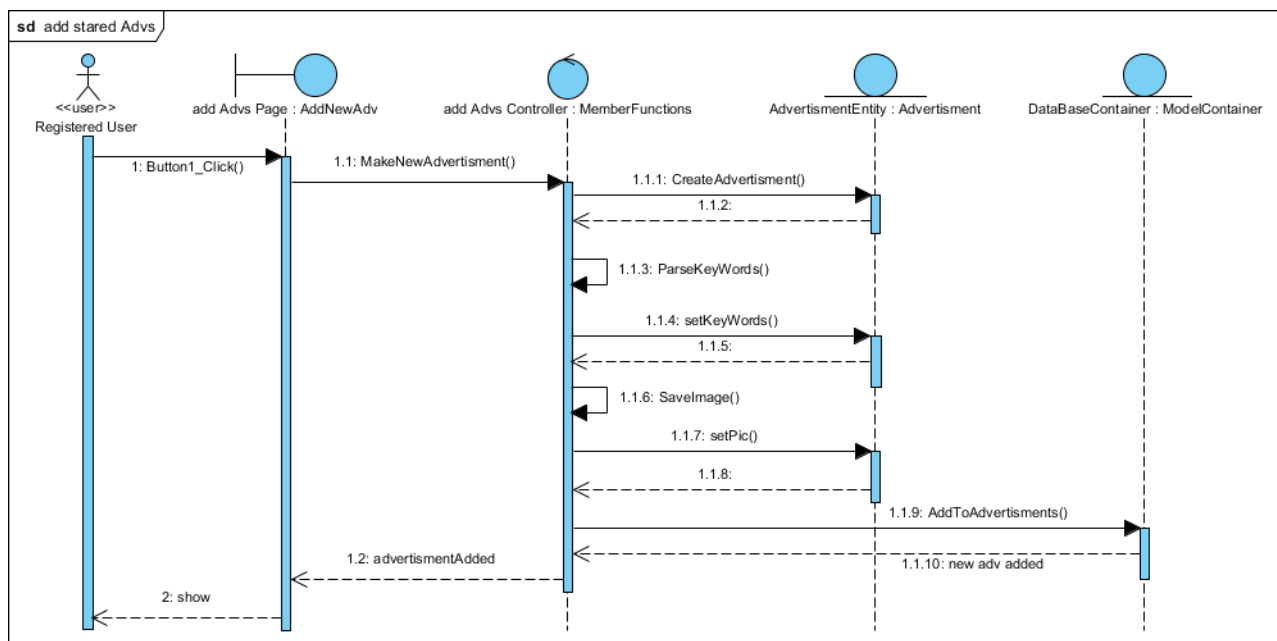 sd add stared Advs
<<user>>
Registered User
add Advs Page : AddNewAdv
add Advs Controller : MemberFunctions
AdvertismentEntity : Advertisment
DataBaseContainer : ModelContainer
1: Button1_Click()
1.1: MakeNewAdvertisment()
1.1.1: CreateAdvertisment()
1.1.2:
1.1.3: ParseKeyWords()
1.1.4: setKeyWords()
1.1.5:
1.1.6: SaveImage()
1.1.7: setPic()
1.1.8:
1.1.9: AddToAdvertisments()
1.1.10: new adv added
1.2: advertismentAdded
2: show